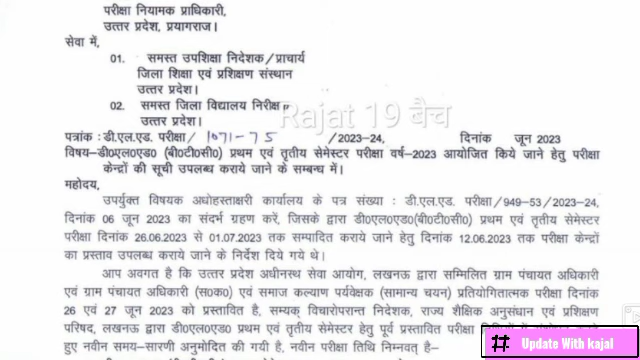 परीक्षा नियामक प्राधिकारी,
उत्तर प्रदेश, प्रयागराज।
सेवा में,
01. समस्त उपशिक्षा निदेशक/प्राचार्य
जिला शिक्षा एवं प्रशिक्षण संस्थान
उत्तर प्रदेश।
02. समस्त जिला विद्यालय निरीक्षक
उत्तर प्रदेश।
Rajat 19 बैच
पत्रांक : डी.एल.एड. परीक्षा/ 1071-75 /2023-24, दिनांक जून 2023
विषय–डी0एल0एड0 (बी0टी0सी0) प्रथम एवं तृतीय सेमेस्टर परीक्षा वर्ष–2023 आयोजित किये जाने हेतु परीक्षा
केन्द्रों की सूची उपलब्ध कराये जाने के सम्बन्ध में।
महोदय,
उपर्युक्त विषयक अधोहस्ताक्षरी कार्यालय के पत्र संख्या : डी.एल.एड. परीक्षा/949-53/2023-24,
दिनांक 06 जून 2023 का संदर्भ ग्रहण करें, जिसके द्वारा डी0एल0एड0(बी0टी0सी0) प्रथम एवं तृतीय सेमेस्टर
परीक्षा दिनांक 26.06.2023 से 01.07.2023 तक सम्पादित कराये जाने हेतु दिनांक 12.06.2023 तक परीक्षा केन्द्रों
का प्रस्ताव उपलब्ध कराये जाने के निर्देश दिये गये थे।
आप अवगत है कि उत्तर प्रदेश अधीनस्थ सेवा आयोग, लखनऊ द्वारा सम्मिलित ग्राम पंचायत अधिकारी
एवं ग्राम पंचायत अधिकारी (स0क0) एवं समाज कल्याण पर्यवेक्षक (सामान्य चयन) प्रतियोगितात्मक परीक्षा दिनांक
26 एवं 27 जून 2023 को प्रस्तावित है, सम्यक् विचारोपरान्त निदेशक, राज्य शैक्षिक अनुसंधान एवं प्रशिक्षण
परिषद, लखनऊ द्वारा डी0एल0एड0 प्रथम एवं तृतीय सेमेस्टर हेतु पूर्व प्रस्तावित परीक्षा
हुए नवीन समय–सारणी अनुमोदित की गयी है, नवीन परीक्षा तिथि निम्नवत् है–
# Update With kajal